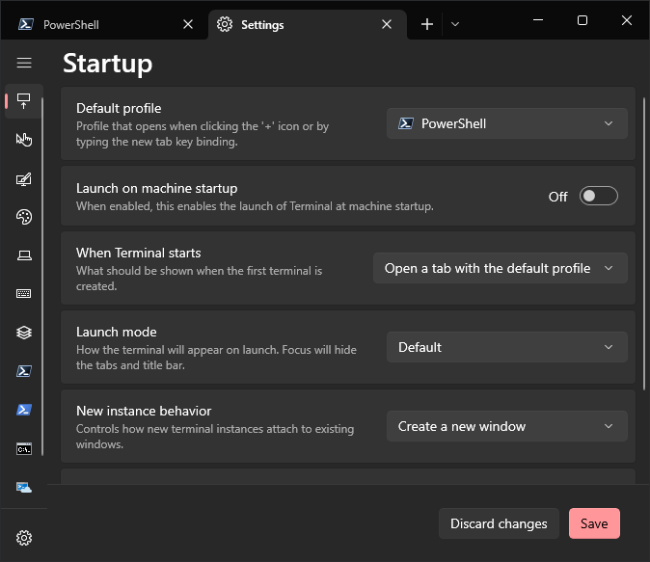 PowerShell
Settings
Startup
Default profile
Profile that opens when clicking the '+' icon or by
typing the new tab key binding.
PowerShell
Launch on machine startup
When enabled, this enables the launch of Terminal at machine startup.
Off
When Terminal starts
What should be shown when the first terminal is
created.
Open a tab with the default profile
Launch mode
How the terminal will appear on launch. Focus will hide
the tabs and title bar.
Default
New instance behavior
Controls how new terminal instances attach to existing
windows.
Create a new window
Discard changes
Save